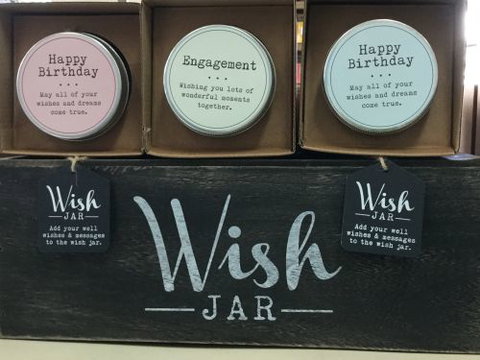 Happy
Birthday
May all of your
wishes and dreams
come true.
Engagement
Wishing you lots of
wonderful moments
together.
Happy
Birthday
May all of your
wishes and dreams
come true.
Wish
JAR
Add your well
wishes & messages
to the wish jar.
Wish
JAR
Add your well
wishes & messages
to the wish jar.
Wish
JAR